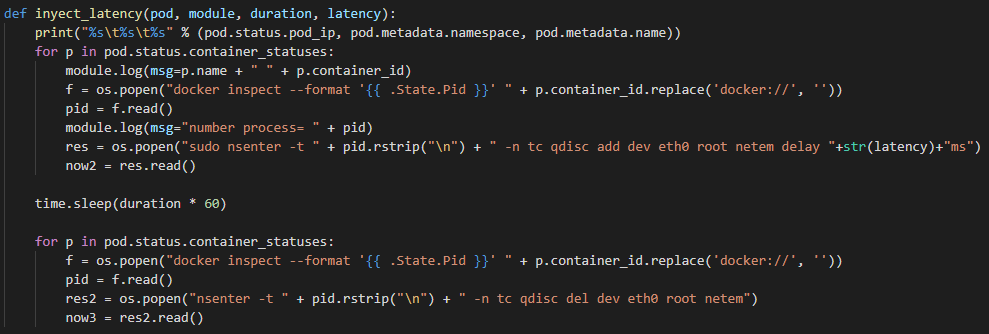 def inyect_latency(pod, module, duration, latency):
    print("%s\t%s\t%s" % (pod.status.pod_ip, pod.metadata.namespace, pod.metadata.name))
    for p in pod.status.container_statuses:
        module.log(msg=p.name + " " + p.container_id)
        f = os.popen("docker inspect --format '{{ .State.Pid }}' " + p.container_id.replace('docker://', ''))
        pid = f.read()
        module.log(msg="number process= " + pid)
        res = os.popen("sudo nsenter -t " + pid.rstrip("\n") + " -n tc qdisc add dev eth0 root netem delay "+str(latency)+"ms")
        now2 = res.read()

    time.sleep(duration * 60)

    for p in pod.status.container_statuses:
        f = os.popen("docker inspect --format '{{ .State.Pid }}' " + p.container_id.replace('docker://', ''))
        pid = f.read()
        res2 = os.popen("nsenter -t " + pid.rstrip("\n") + " -n tc qdisc del dev eth0 root netem")
        now3 = res2.read()